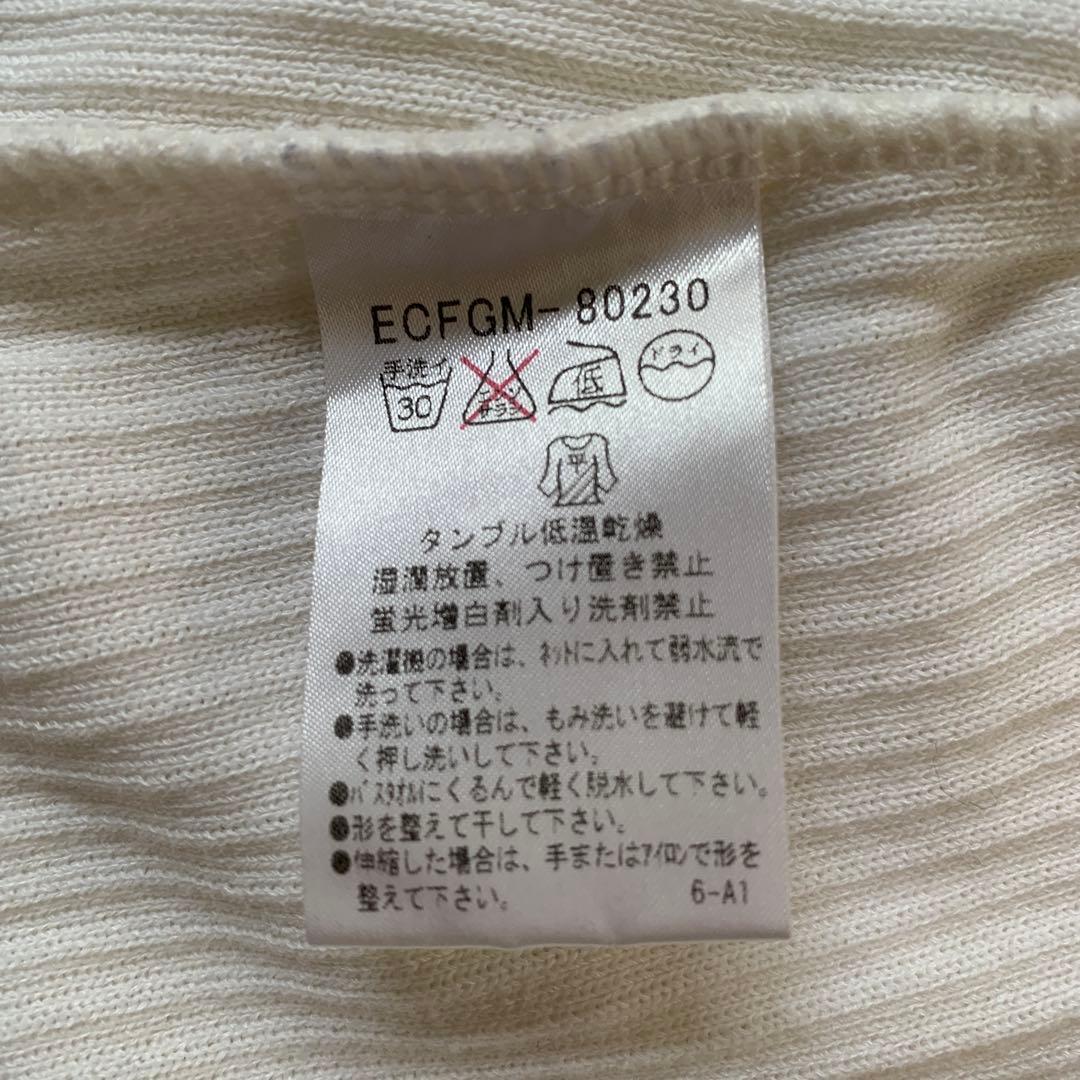 ECFGM-80230
手洗イ 30 エンソサラシ 低 ドライ
平
タンブル低温乾燥
湿潤放置、つけ置き禁止
蛍光増白剤入り洗剤禁止
●洗濯機の場合は、ネットに入れて弱水流で
洗って下さい。
●手洗いの場合は、もみ洗いを避けて軽
く押し洗いして下さい。
●バスタオルにくるんで軽く脱水して下さい。
●形を整えて干して下さい。
●伸縮した場合は、手またはアイロンで形を
整えて下さい。
6-A1